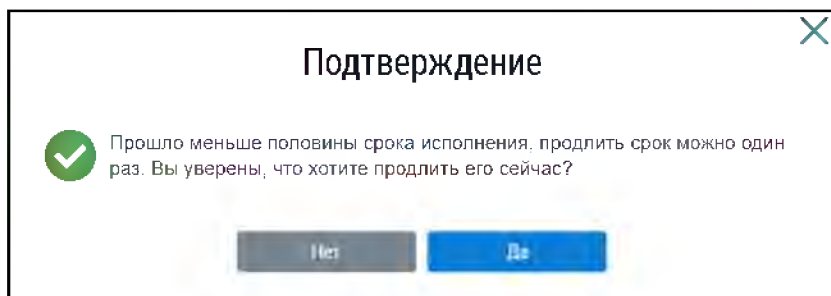 Подтверждение
Прошло меньше половины срока исполнения, продлить срок можно один
раз. Вы уверены, что хотите продлить его сейчас?
Нет
Да